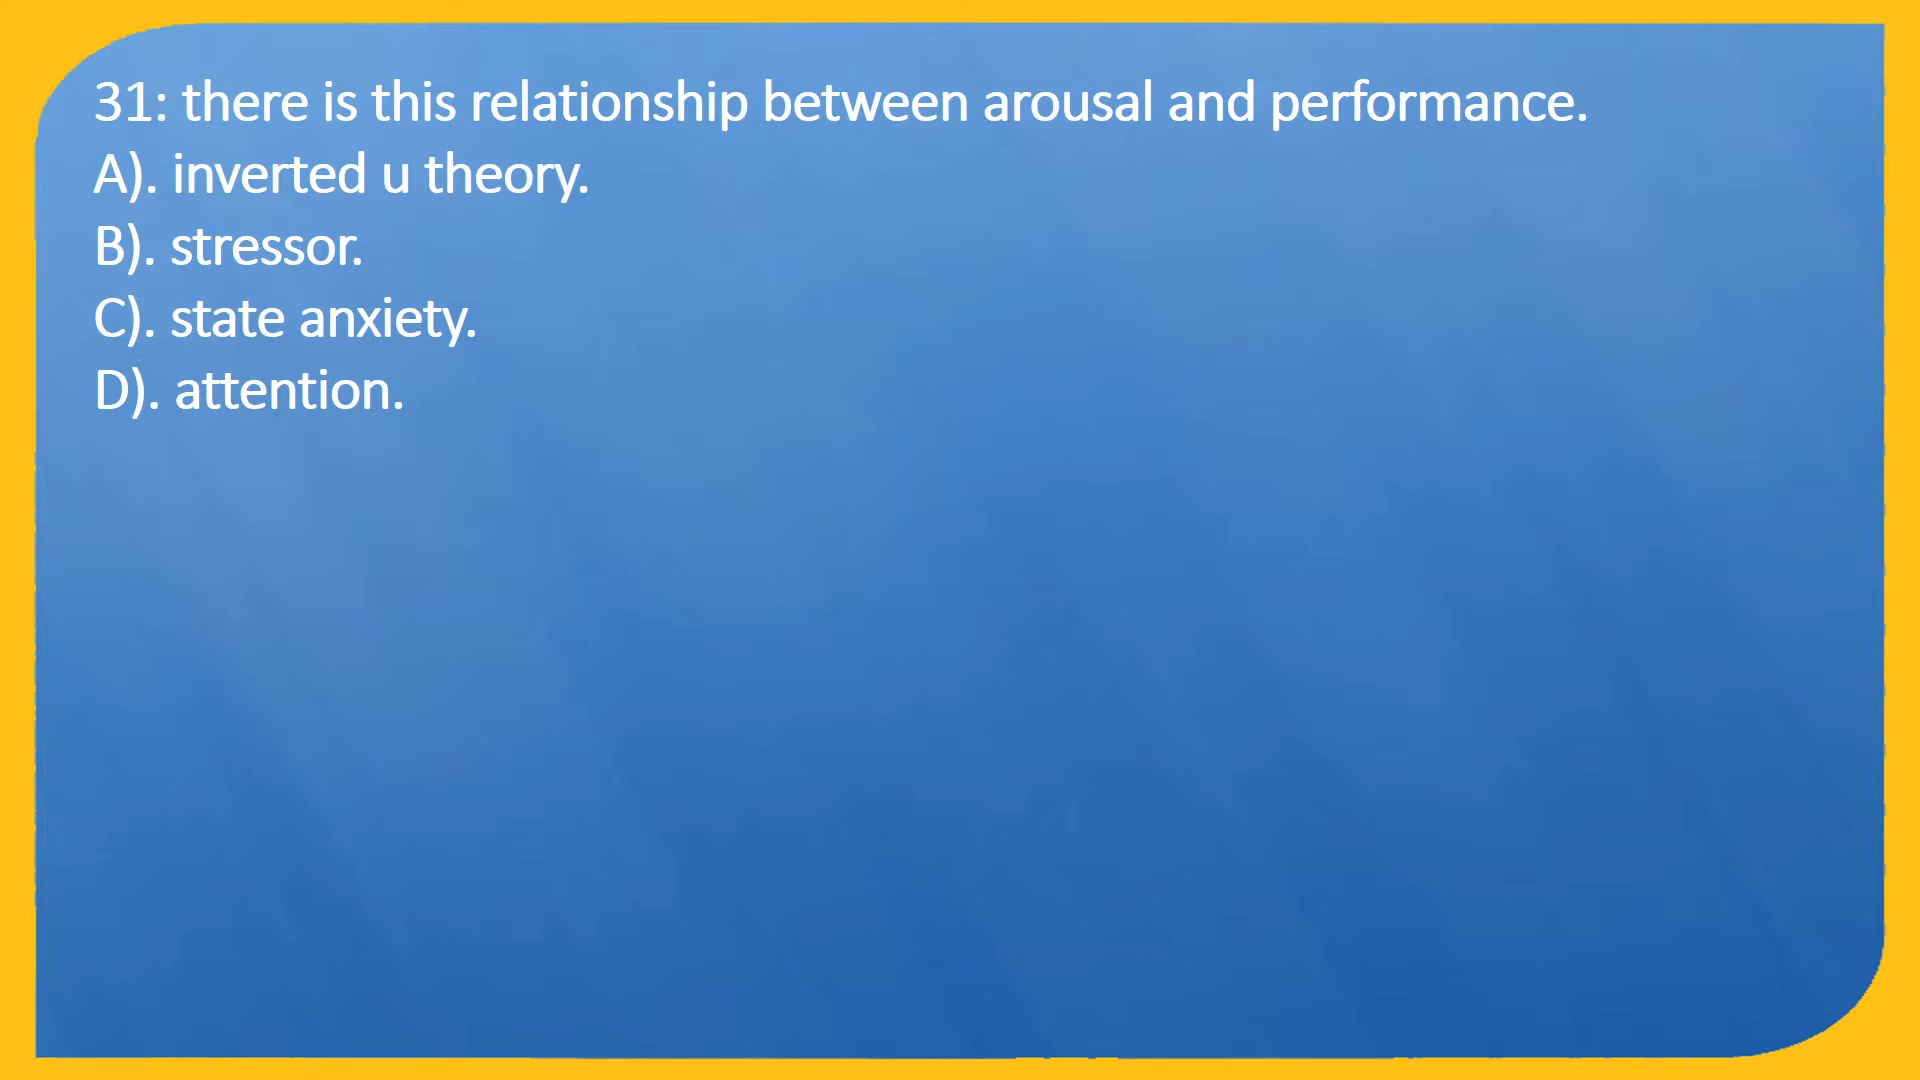 31: there is this relationship between arousal and performance.
A). inverted u theory.
B). stressor.
C). state anxiety.
D). attention.